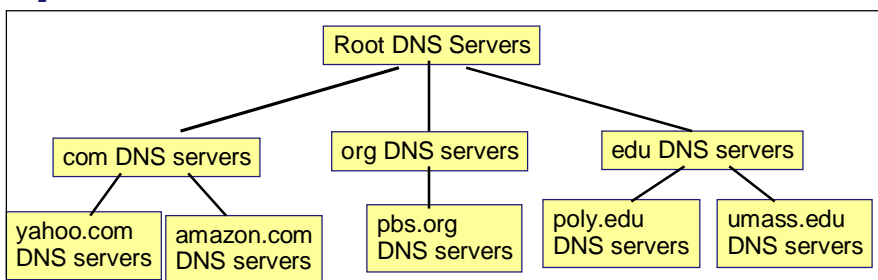 Root DNS Servers
com DNS servers
org DNS servers
edu DNS servers
yahoo.com
DNS servers
amazon.com
DNS servers
pbs.org
DNS servers
poly.edu
DNS servers
umass.edu
DNS servers